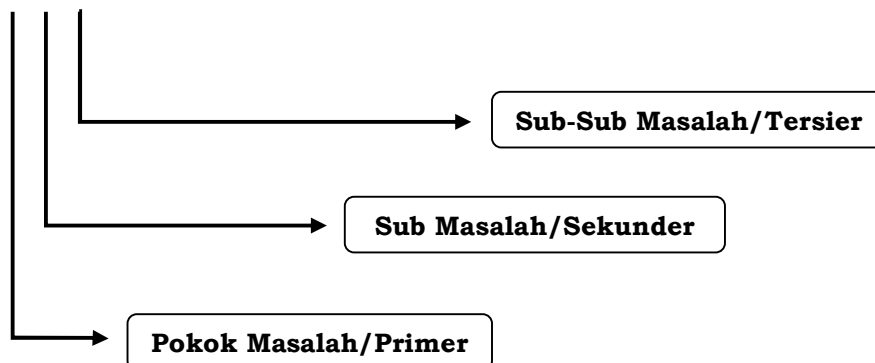 Sub-Sub Masalah/Tersier
Sub Masalah/Sekunder
Pokok Masalah/Primer